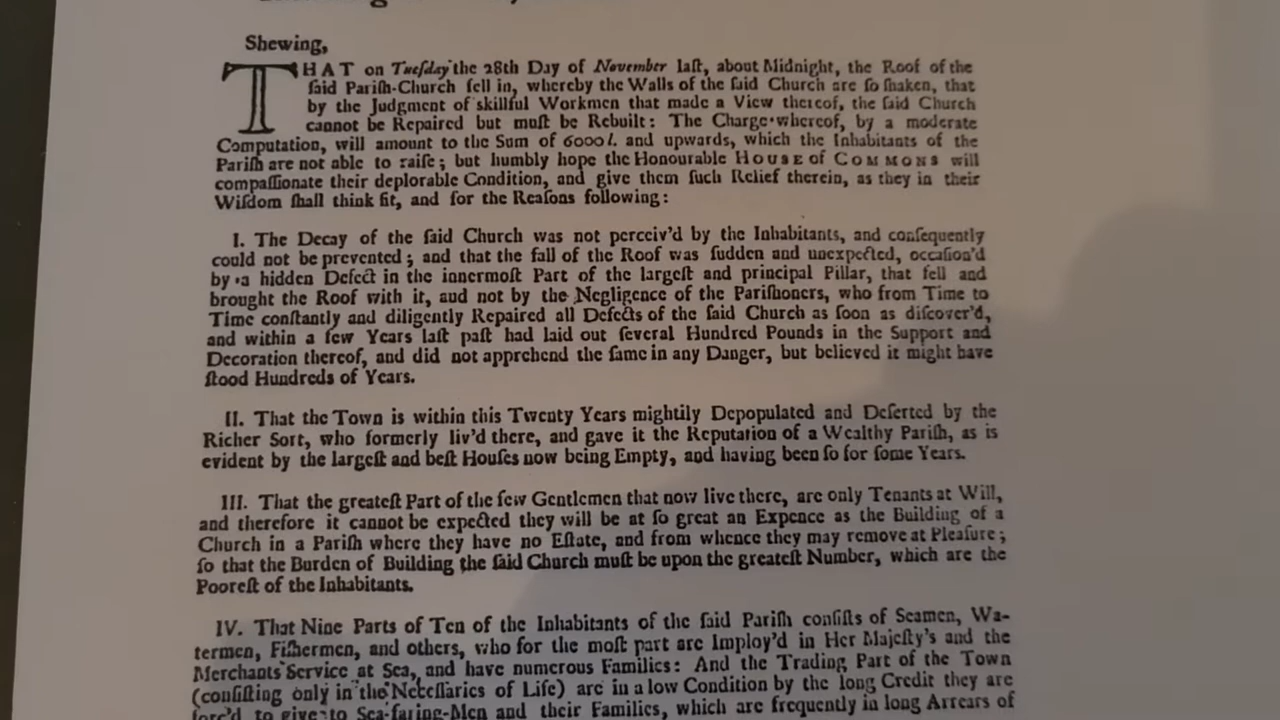 Shewing,
THAT on Tueſday the 28th Day of November laſt, about Midnight, the Roof of the
ſaid Pariſh-Church fell in, whereby the Walls of the ſaid Church are ſo ſhaken, that
by the Judgment of skillful Workmen that made a View thereof, the ſaid Church
cannot be Repaired but muſt be Rebuilt: The Charge whereof, by a moderate
Computation, will amount to the Sum of 6000 l. and upwards, which the Inhabitants of the
Pariſh are not able to raiſe; but humbly hope the Honourable HOUSE of COMMONS will
compaſſionate their deplorable Condition, and give them ſuch Relief therein, as they in their
Wiſdom ſhall think fit, and for the Reaſons following:
I. The Decay of the ſaid Church was not perceiv'd by the Inhabitants, and conſequently
could not be prevented; and that the fall of the Roof was ſudden and unexpected, occaſion'd
by a hidden Defect in the innermoſt Part of the largeſt and principal Pillar, that fell and
brought the Roof with it, aud not by the Negligence of the Pariſhoners, who from Time to
Time conſtantly and diligently Repaired all Defects of the ſaid Church as ſoon as diſcover'd,
and within a few Years laſt paſt had laid out ſeveral Hundred Pounds in the Support and
Decoration thereof, and did not apprehend the ſame in any Danger, but believed it might have
ſtood Hundreds of Years.
II. That the Town is within this Twenty Years mightily Depopulated and Deſerted by the
Richer Sort, who formerly liv'd there, and gave it the Reputation of a Wealthy Pariſh, as is
evident by the largeſt and beſt Houſes now being Empty, and having been ſo for ſome Years.
III. That the greateſt Part of the few Gentlemen that now live there, are only Tenants at Will,
and therefore it cannot be expected they will be at ſo great an Expence as the Building of a
Church in a Pariſh where they have no Eſtate, and from whence they may remove at Pleaſure;
ſo that the Burden of Building the ſaid Church muſt be upon the greateſt Number, which are the
Pooreſt of the Inhabitants.
IV. That Nine Parts of Ten of the Inhabitants of the ſaid Pariſh conſiſts of Seamen, Wa-
termen, Fiſhermen, and others, who for the moſt part are Imploy'd in Her Majeſty's and the
Merchants Service at Sea, and have numerous Families: And the Trading Part of the Town
(conſiſting only in the Neceſſaries of Life) are in a low Condition by the long Credit they are
forc'd to give to Sea-faring-Men and their Families, which are frequently in long Arrears of